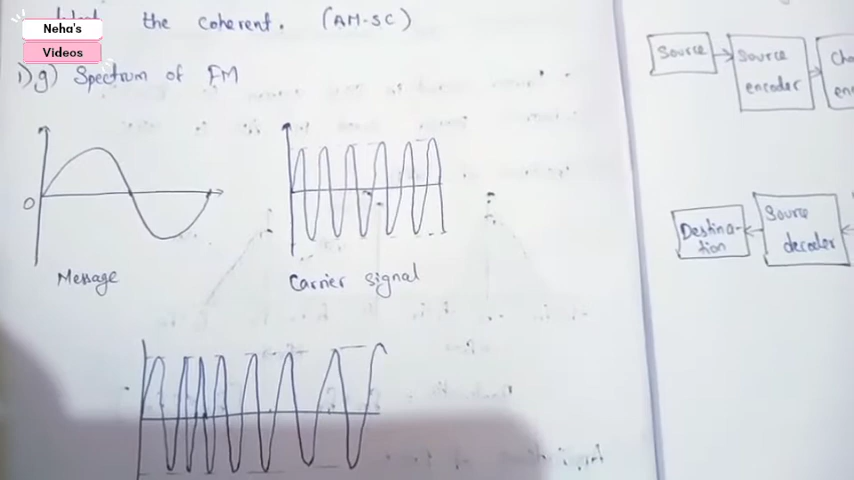 Neha's
Videos
the coherent. (AM-SC)
1) g) Spectrum of FM
0
Message
Carrier signal
Source
Source
encoder
Destina-
tion
Source
decoder